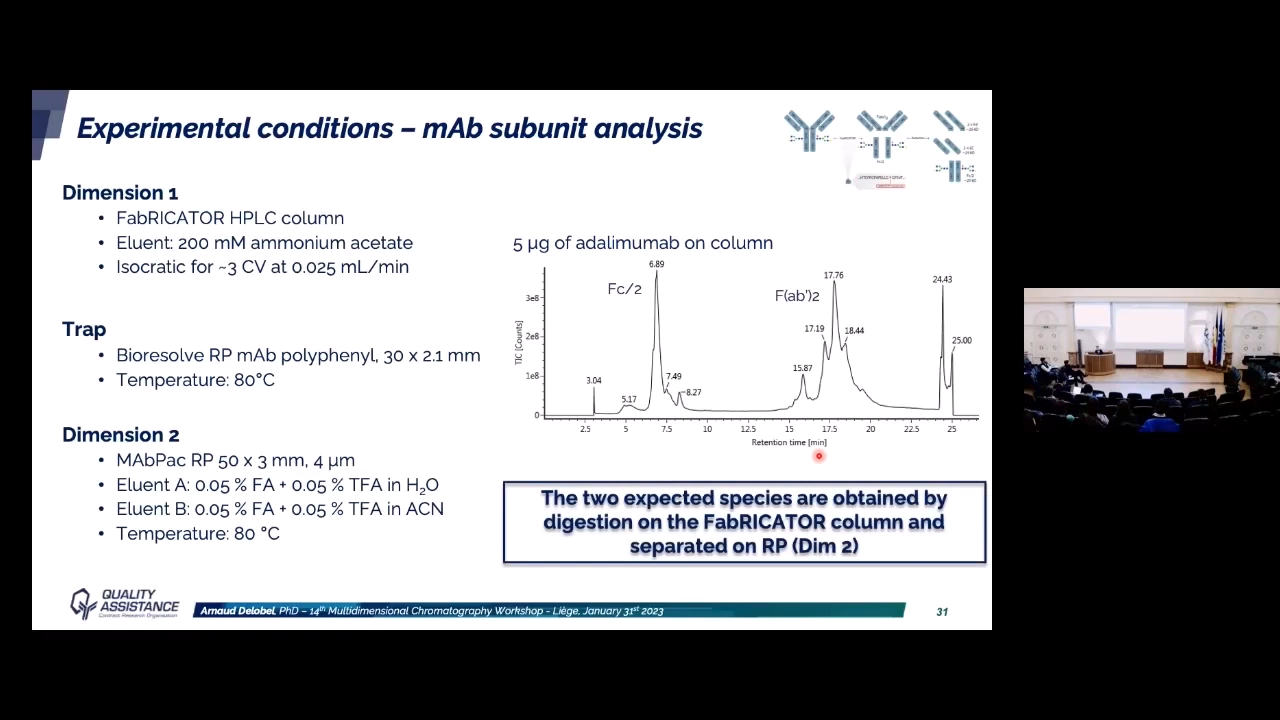 Experimental conditions – mAb subunit analysis
Dimension 1
• FabRICATOR HPLC column
• Eluent: 200 mM ammonium acetate
• Isocratic for ~3 CV at 0.025 mL/min
Trap
• Bioresolve RP mAb polyphenyl, 30 x 2.1 mm
• Temperature: 80°C
Dimension 2
• MAbPac RP 50 x 3 mm, 4 µm
• Eluent A: 0.05 % FA + 0.05 % TFA in H₂O
• Eluent B: 0.05 % FA + 0.05 % TFA in ACN
• Temperature: 80 °C
5 µg of adalimumab on column
6.89
17.76
24.43
Fc/2
F(ab')2
3e8
17.19
18.44
2e8
25.00
15.87
1e8
3.04
7.49
5.17
8.27
0
TIC [Counts]
2.5 5 7.5 10 12.5 15 17.5 20 22.5 25
Retention time [min]
The two expected species are obtained by
digestion on the FabRICATOR column and
separated on RP (Dim 2)
QUALITY
ASSISTANCE
Contract Research Organisation
Arnaud Delobel, PhD – 14th Multidimensional Chromatography Workshop - Liège, January 31st 2023
31